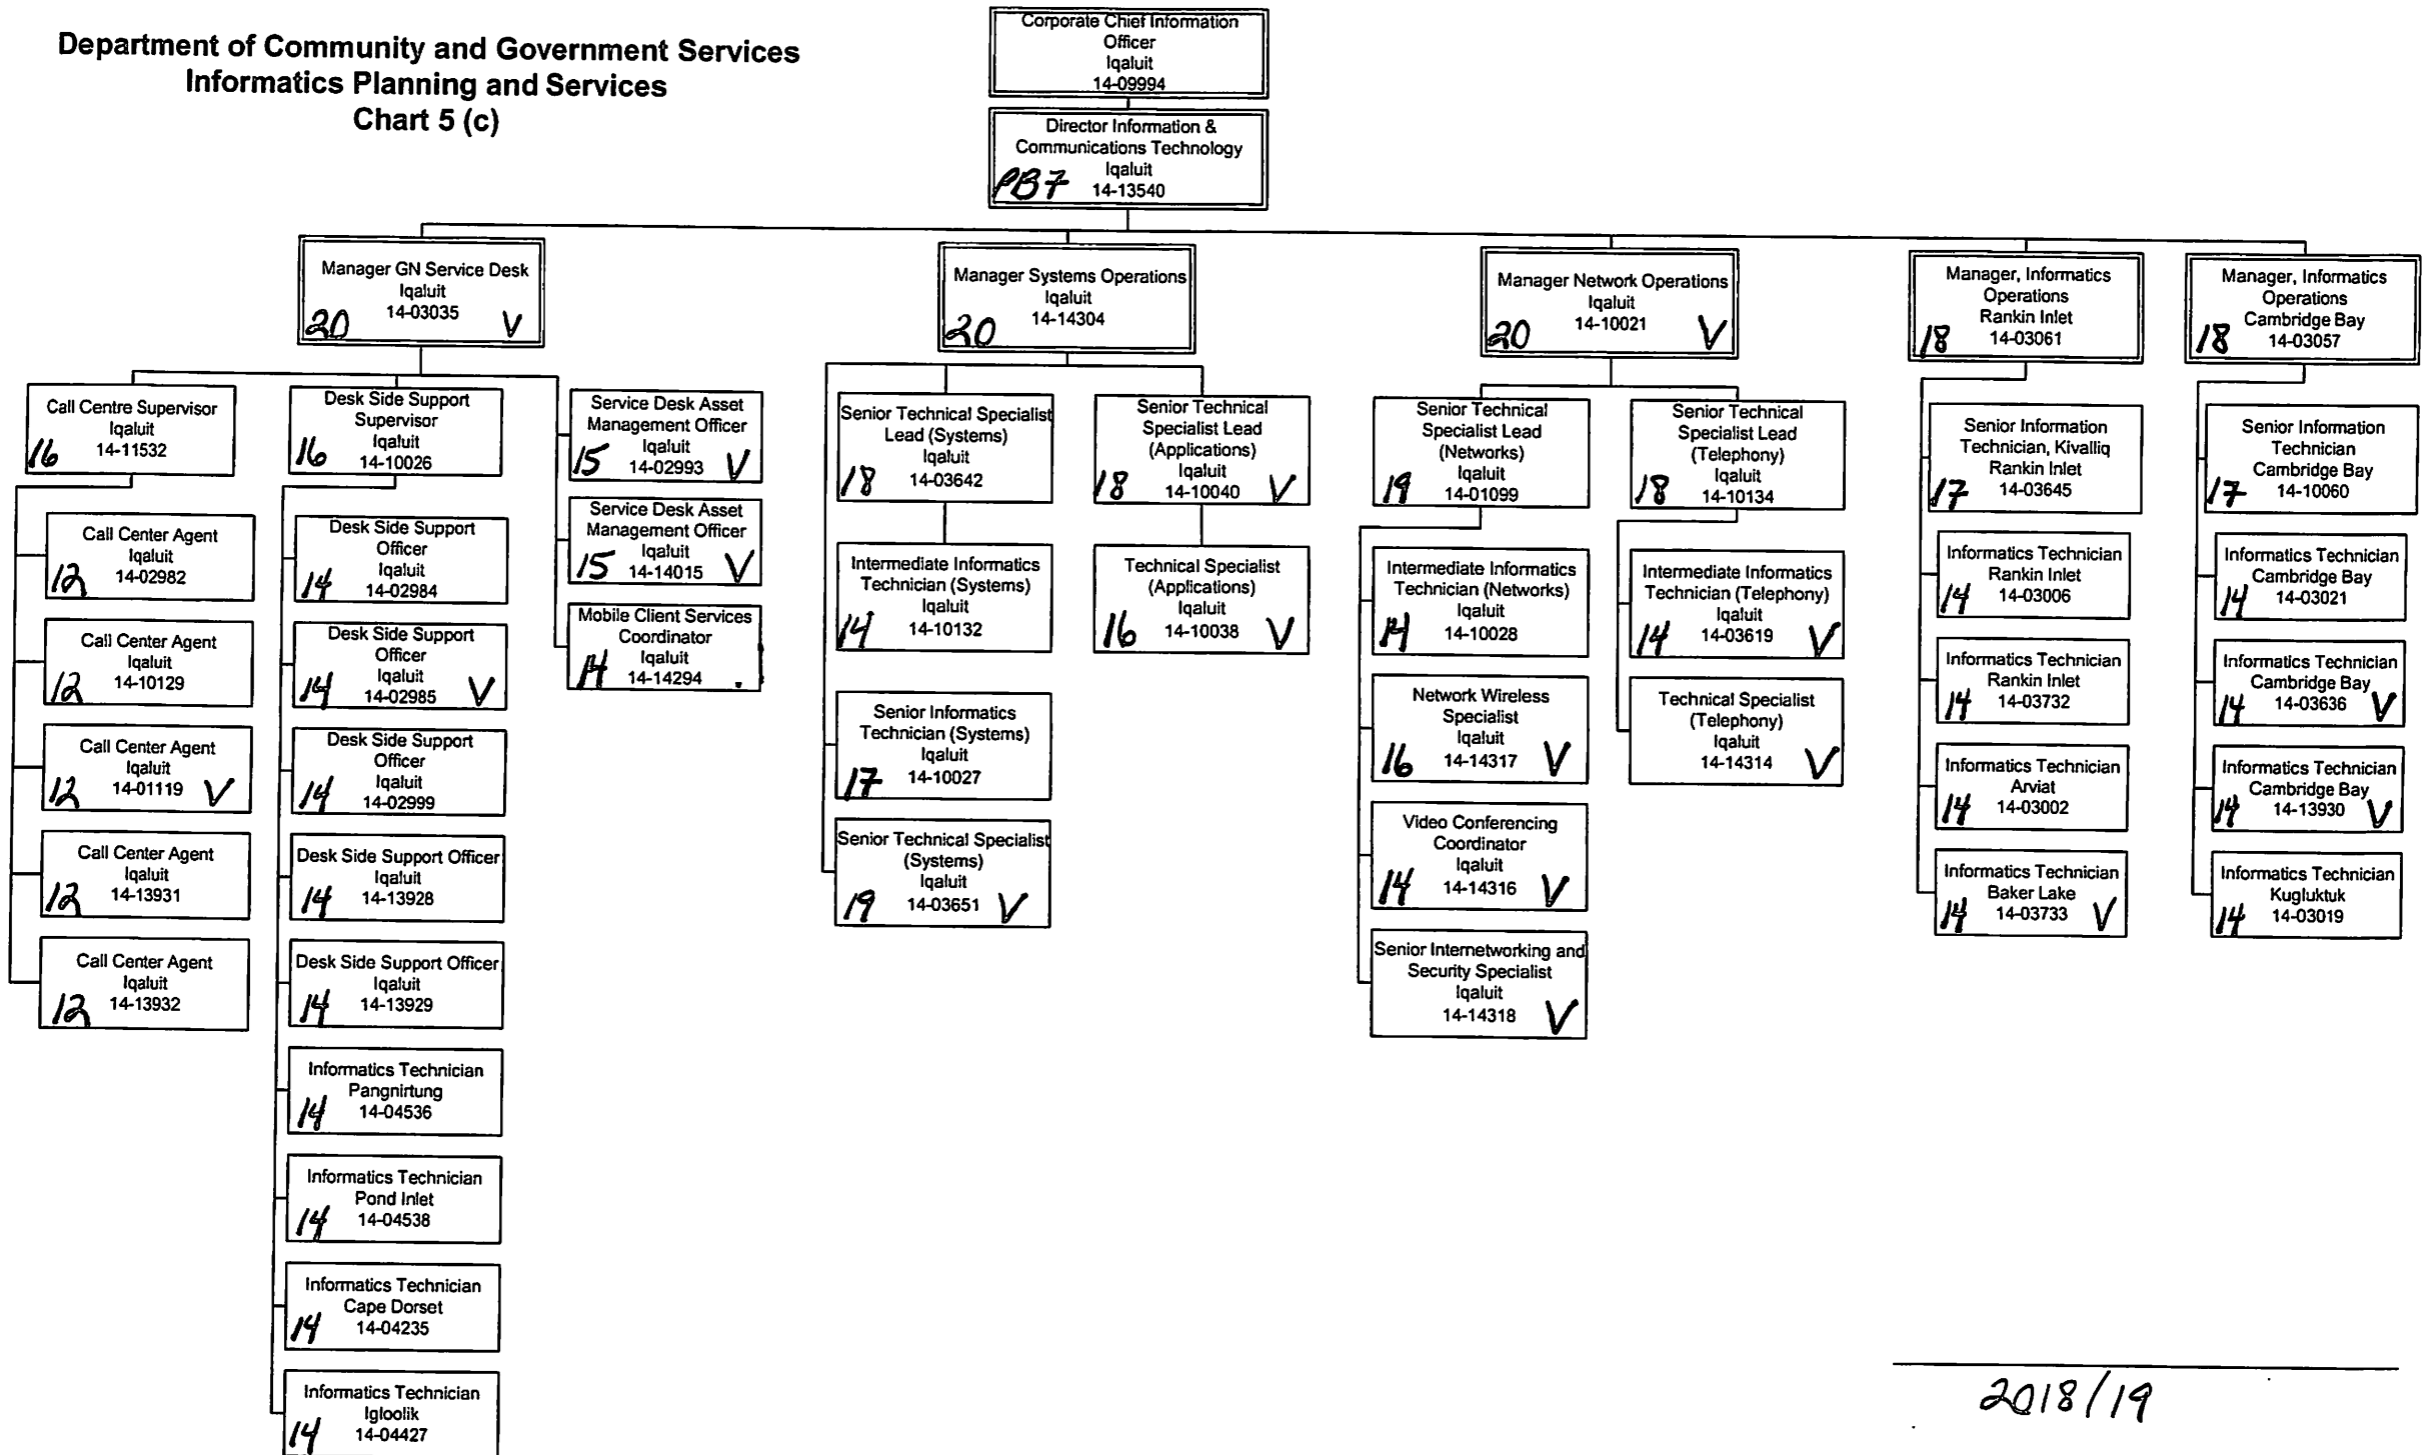 Department of Community and Government Services
Informatics Planning and Services
Chart 5 (c)
Corporate Chief Information
Officer
Iqaluit
14-09994
Director Information &
Communications Technology
Iqaluit
PB7 14-13540
Manager GN Service Desk
Iqaluit
14-03035
20 V
Manager Systems Operations
Iqaluit
14-14304
20
Manager Network Operations
Iqaluit
14-10021
20 V
Manager, Informatics
Operations
Rankin Inlet
18 14-03061
Manager, Informatics
Operations
Cambridge Bay
18 14-03057
Call Centre Supervisor
Iqaluit
16 14-11532
Call Center Agent
Iqaluit
12 14-02982
Call Center Agent
Iqaluit
12 14-10129
Call Center Agent
Iqaluit
12 14-01119 V
Call Center Agent
Iqaluit
12 14-13931
Call Center Agent
Iqaluit
12 14-13932
Desk Side Support
Supervisor
Iqaluit
16 14-10026
Desk Side Support
Officer
Iqaluit
14 14-02984
Desk Side Support
Officer
Iqaluit
14 14-02985 V
Desk Side Support
Officer
Iqaluit
14 14-02999
Desk Side Support Officer
Iqaluit
14 14-13928
Desk Side Support Officer
Iqaluit
14 14-13929
Informatics Technician
Pangnirtung
14 14-04536
Informatics Technician
Pond Inlet
14 14-04538
Informatics Technician
Cape Dorset
14 14-04235
Informatics Technician
Igloolik
14 14-04427
Service Desk Asset
Management Officer
Iqaluit
15 14-02993 V
Service Desk Asset
Management Officer
Iqaluit
15 14-14015 V
Mobile Client Services
Coordinator
Iqaluit
14 14-14294
Senior Technical Specialist
Lead (Systems)
Iqaluit
18 14-03642
Intermediate Informatics
Technician (Systems)
Iqaluit
14 14-10132
Senior Informatics
Technician (Systems)
Iqaluit
17 14-10027
Senior Technical Specialist
(Systems)
Iqaluit
19 14-03651 V
Senior Technical
Specialist Lead
(Applications)
Iqaluit
18 14-10040 V
Technical Specialist
(Applications)
Iqaluit
16 14-10038 V
Senior Technical
Specialist Lead
(Networks)
Iqaluit
19 14-01099
Intermediate Informatics
Technician (Networks)
Iqaluit
14 14-10028
Network Wireless
Specialist
Iqaluit
16 14-14317 V
Video Conferencing
Coordinator
Iqaluit
14 14-14316 V
Senior Internetworking and
Security Specialist
Iqaluit
14-14318 V
Senior Technical
Specialist Lead
(Telephony)
Iqaluit
18 14-10134
Intermediate Informatics
Technician (Telephony)
Iqaluit
14 14-03619 V
Technical Specialist
(Telephony)
Iqaluit
14-14314 V
Senior Information
Technician, Kivalliq
Rankin Inlet
17 14-03645
Informatics Technician
Rankin Inlet
14 14-03006
Informatics Technician
Rankin Inlet
14 14-03732
Informatics Technician
Arviat
14 14-03002
Informatics Technician
Baker Lake
14 14-03733 V
Senior Information
Technician
Cambridge Bay
17 14-10060
Informatics Technician
Cambridge Bay
14 14-03021
Informatics Technician
Cambridge Bay
14 14-03636 V
Informatics Technician
Cambridge Bay
14 14-13930 V
Informatics Technician
Kugluktuk
14 14-03019
2018/19